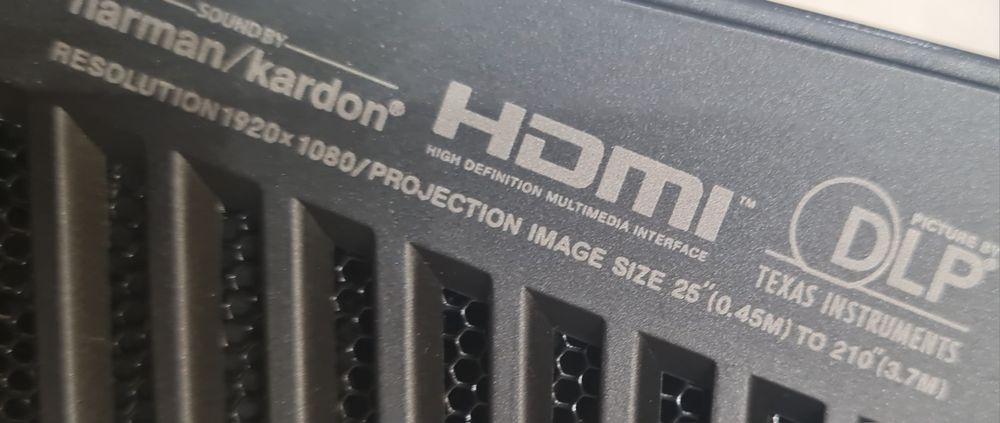 SOUND BY
harman/kardon®
HDMI™
HIGH DEFINITION MULTIMEDIA INTERFACE
PICTURE BY
DLP®
TEXAS INSTRUMENTS
RESOLUTION 1920x1080/PROJECTION IMAGE SIZE 25"(0.45M) TO 210"(3.7M)